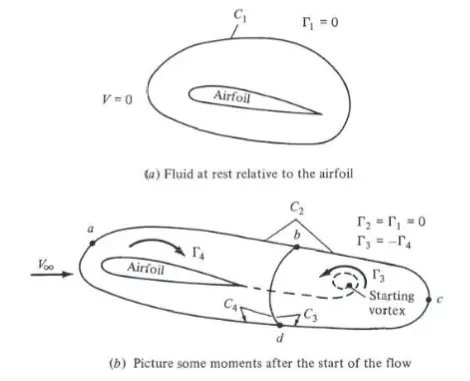 C₁
Γ₁ = 0
V = 0
Airfoil
(a) Fluid at rest relative to the airfoil
C₂
Γ₂ = Γ₁ = 0
Γ₃ = −Γ₄
a
b
Γ₄
V∞
Airfoil
Γ₃
Starting
vortex
c
C₄
C₃
d
(b) Picture some moments after the start of the flow